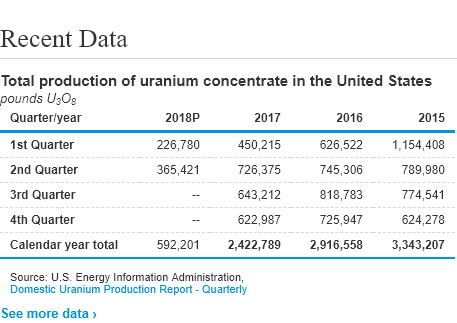 Recent Data
Total production of uranium concentrate in the United States
pounds U₃O₈
Quarter/year 2018P 2017 2016 2015
1st Quarter 226,780 450,215 626,522 1,154,408
2nd Quarter 365,421 726,375 745,306 789,980
3rd Quarter -- 643,212 818,783 774,541
4th Quarter -- 622,987 725,947 624,278
Calendar year total 592,201 2,422,789 2,916,558 3,343,207
Source: U.S. Energy Information Administration,
Domestic Uranium Production Report - Quarterly
See more data ›